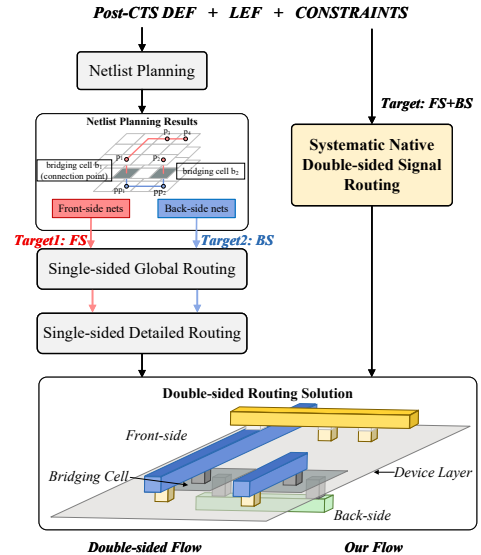 Post-CTS DEF + LEF + CONSTRAINTS
Netlist Planning
Target: FS+BS
Netlist Planning Results
p3 p4
p1 p2
bridging cell b1
(connection point)
bridging cell b2
pp1 pp2
Front-side nets
Back-side nets
Systematic Native
Double-sided Signal
Routing
Target1: FS
Target2: BS
Single-sided Global Routing
Single-sided Detailed Routing
Double-sided Routing Solution
Front-side
Bridging Cell
Device Layer
Back-side
Double-sided Flow
Our Flow